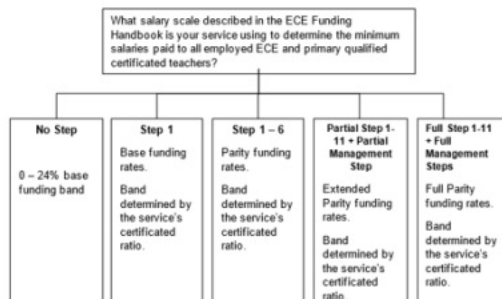 What salary scale described in the ECE Funding
Handbook is your service using to determine the minimum
salaries paid to all employed ECE and primary qualified
certificated teachers?
No Step
0 – 24% base
funding band
Step 1
Base funding
rates.
Band
determined by
the service's
certificated
ratio.
Step 1 – 6
Parity funding
rates.
Band
determined by
the service's
certificated
ratio.
Partial Step 1-
11 + Partial
Management
Step
Extended
Parity funding
rates.
Band
determined by
the service's
certificated
ratio
Full Step 1-11
+ Full
Management
Steps
Full Parity
funding rates.
Band
determined by
the service's
certificated
ratio.